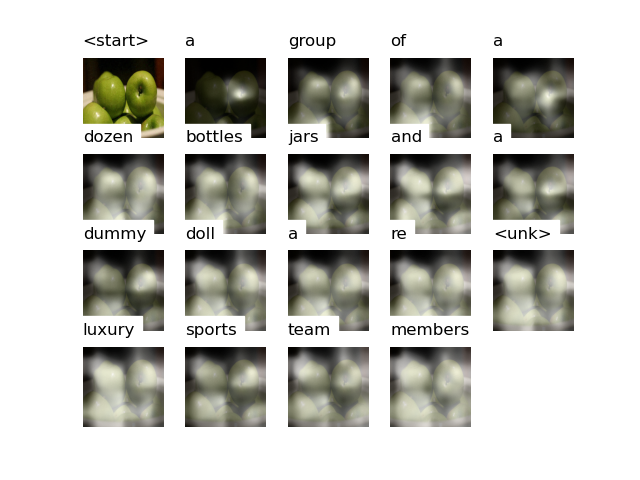 <start> a group of a
dozen bottles jars and a
dummy doll a re <unk>
luxury sports team members